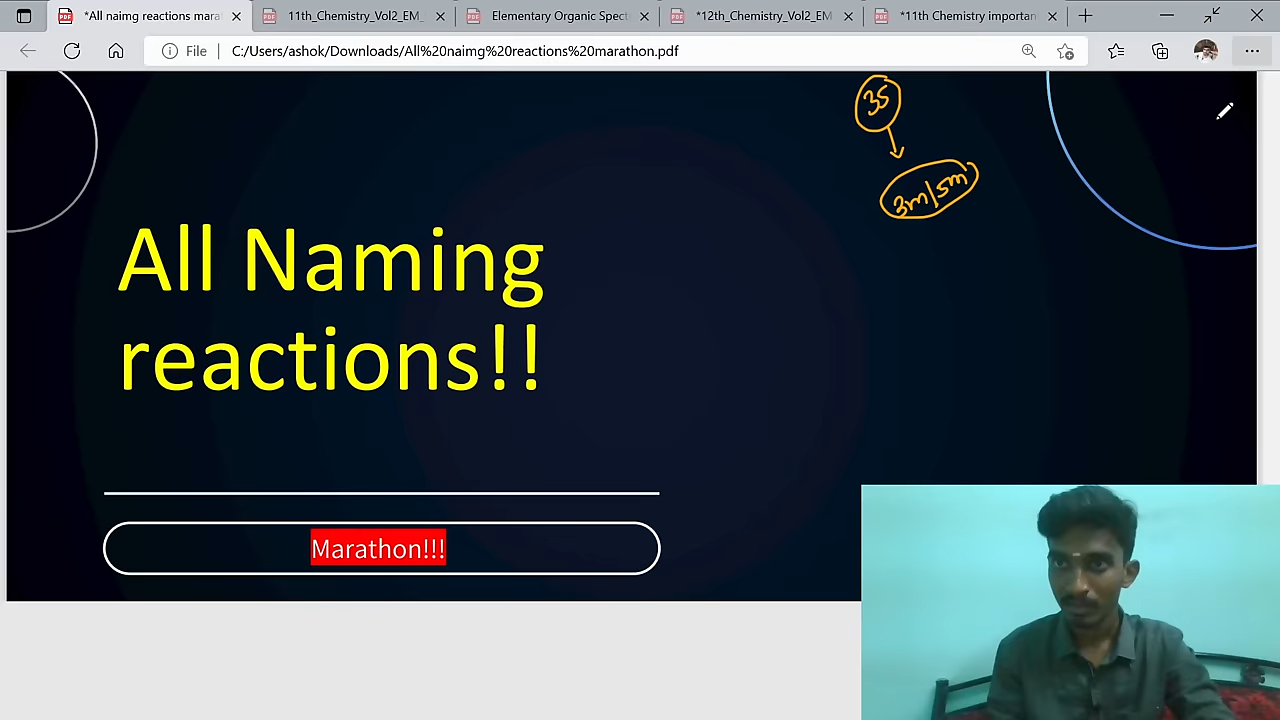 *All naimg reactions mara
11th_Chemistry_Vol2_EM_
Elementary Organic Spect
*12th_Chemistry_Vol2_EM
*11th Chemistry importan
File
C:/Users/ashok/Downloads/All%20naimg%20reactions%20marathon.pdf
35
3m/5m
All Naming
reactions!!
Marathon!!!